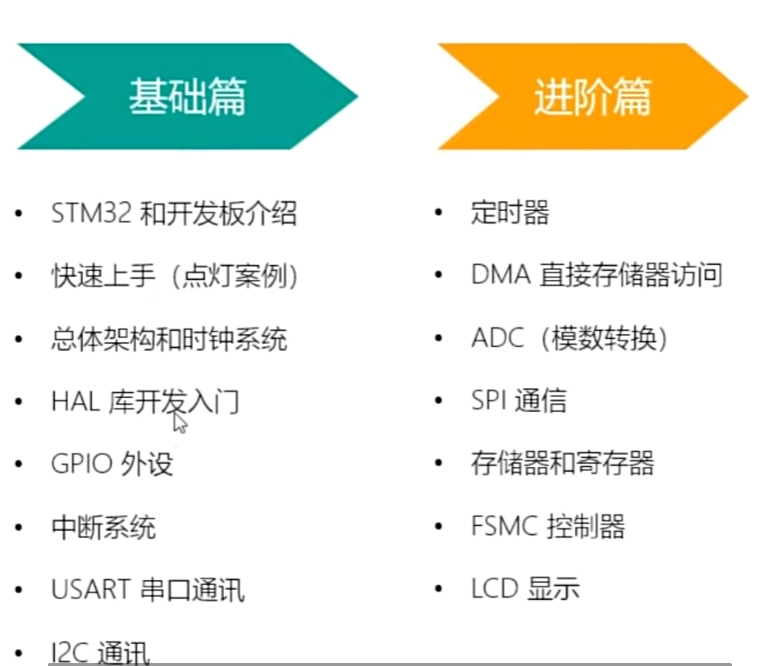 基础篇
STM32 和开发板介绍
快速上手（点灯案例）
总体架构和时钟系统
HAL 库开发入门
GPIO 外设
中断系统
USART 串口通讯
I2C 通讯
进阶篇
定时器
DMA 直接存储器访问
ADC（模数转换）
SPI 通信
存储器和寄存器
FSMC 控制器
LCD 显示